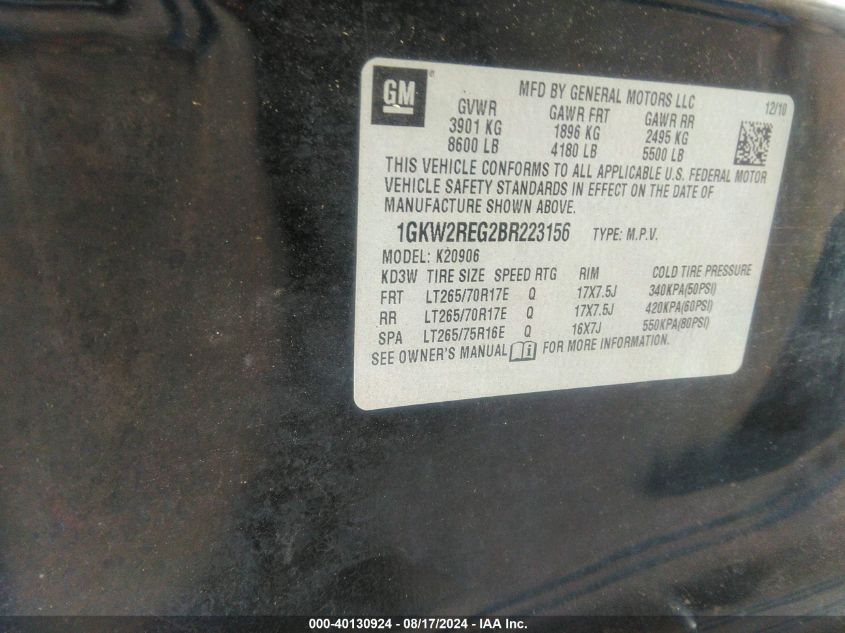 GM®
MFD BY GENERAL MOTORS LLC
12/10
GVWR GAWR FRT GAWR RR
3901 KG 1896 KG 2495 KG
8600 LB 4180 LB 5500 LB
THIS VEHICLE CONFORMS TO ALL APPLICABLE U.S. FEDERAL MOTOR
VEHICLE SAFETY STANDARDS IN EFFECT ON THE DATE OF
MANUFACTURE SHOWN ABOVE.
1GKW2REG2BR223156 TYPE: M.P.V.
MODEL: K20906
KD3W TIRE SIZE SPEED RTG RIM COLD TIRE PRESSURE
FRT LT265/70R17E Q 17X7.5J 340KPA(50PSI)
RR LT265/70R17E Q 17X7.5J 420KPA(60PSI)
SPA LT265/75R16E Q 16X7J 550KPA(80PSI)
SEE OWNER'S MANUAL FOR MORE INFORMATION.
000-40130924 - 08/17/2024 - IAA Inc.